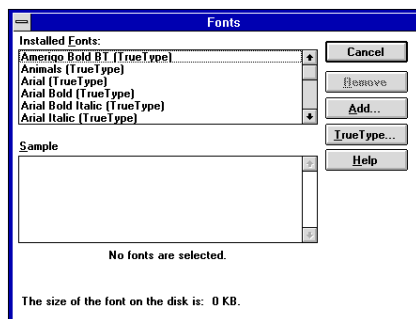 Fonts
Installed Fonts:
Amerigo Bold BT (TrueType)
Animals (TrueType)
Arial (TrueType)
Arial Bold (TrueType)
Arial Bold Italic (TrueType)
Arial Italic (TrueType)
Cancel
Remove
Add...
TrueType...
Help
Sample
No fonts are selected.
The size of the font on the disk is: 0 KB.